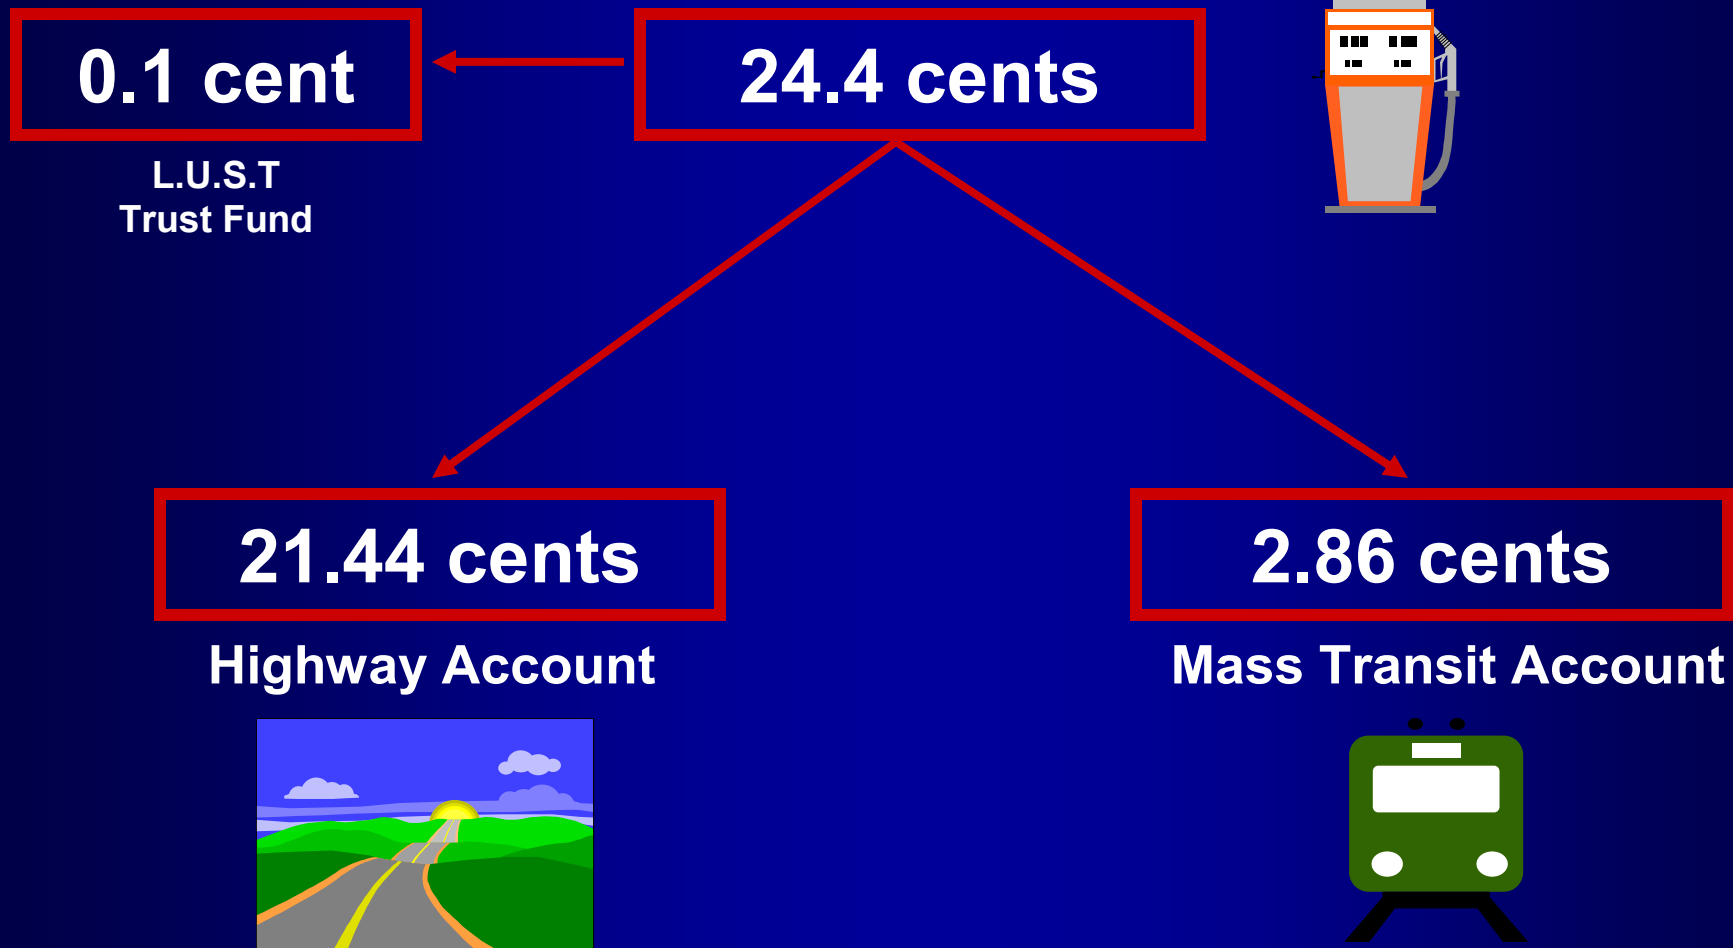 0.1 cent
24.4 cents
L.U.S.T
Trust Fund
21.44 cents
2.86 cents
Highway Account
Mass Transit Account